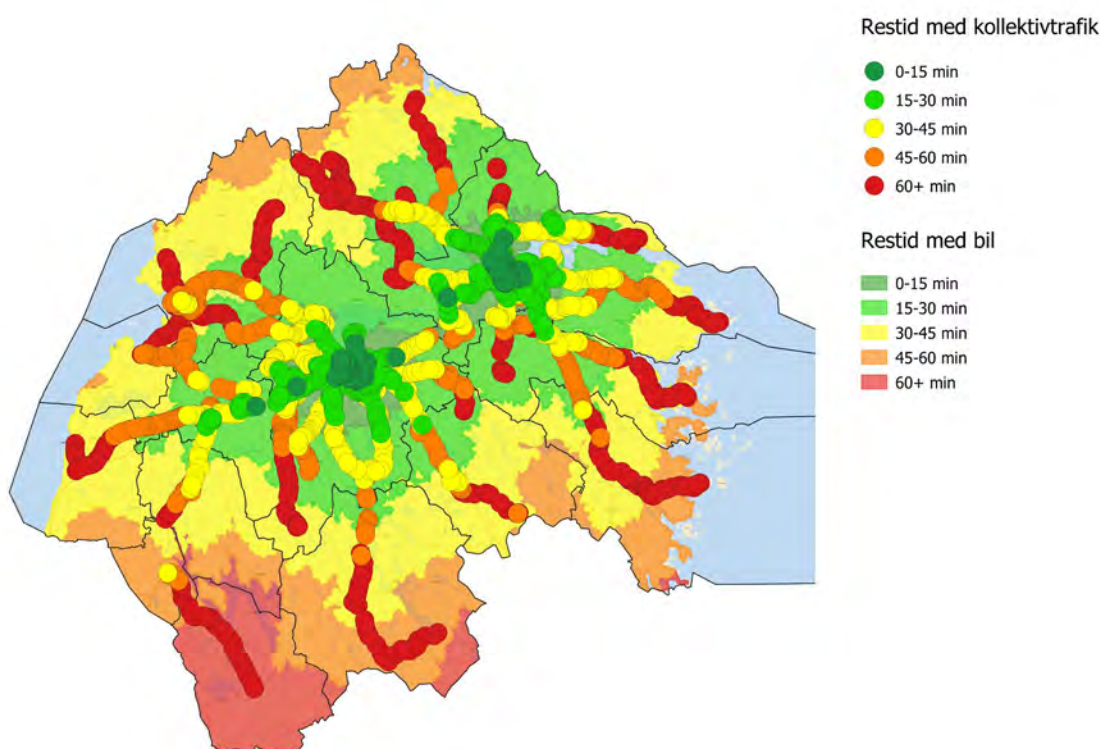 Restid med kollektivtrafik
0-15 min
15-30 min
30-45 min
45-60 min
60+ min
Restid med bil
0-15 min
15-30 min
30-45 min
45-60 min
60+ min